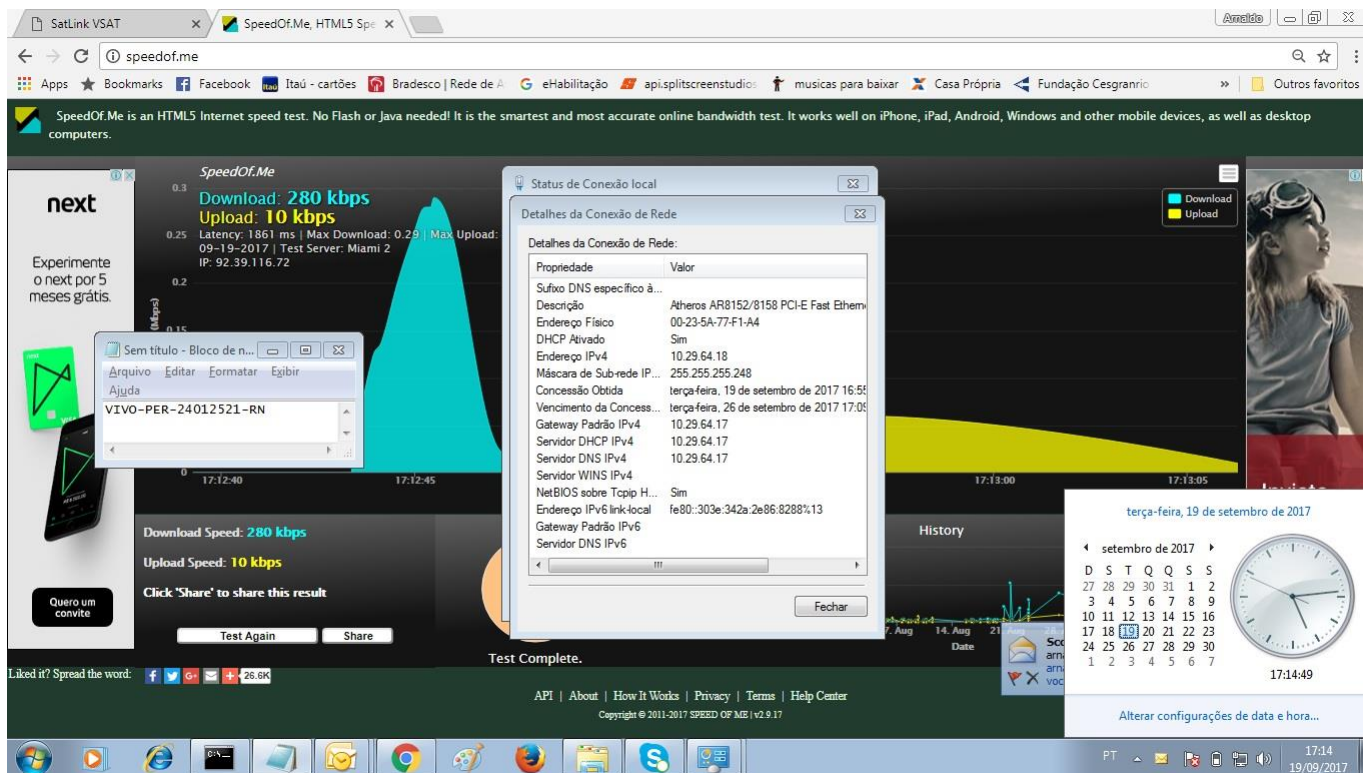 SatLink VSAT
SpeedOf.Me, HTML5 Spe
Arnaldo
speedof.me
Apps
Bookmarks
Facebook
Itaú - cartões
Bradesco | Rede de A
eHabilitação
api.splitscreenstudios
musicas para baixar
Casa Própria
Fundação Cesgranrio
»
Outros favoritos
SpeedOf.Me is an HTML5 Internet speed test. No Flash or Java needed! It is the smartest and most accurate online bandwidth test. It works well on iPhone, iPad, Android, Windows and other mobile devices, as well as desktop
computers.
next
Experimente
o next por 5
meses grátis.
Quero um
convite
SpeedOf.Me
Download: 280 kbps
Upload: 10 kbps
Latency: 1861 ms | Max Download: 0.29 | Max Upload:
09-19-2017 | Test Server: Miami 2
IP: 92.39.116.72
0.3
0.25
0.2
0.15
0
(Mbps)
17:12:40
17:12:45
17:13:00
17:13:05
Download
Upload
Sem título - Bloco de n...
Arquivo Editar Formatar Exibir
Ajuda
VIVO-PER-24012521-RN
Status de Conexão local
Detalhes da Conexão de Rede
Detalhes da Conexão de Rede:
Propriedade Valor
Sufixo DNS específico à...
Descrição Atheros AR8152/8158 PCI-E Fast Ethern
Endereço Físico 00-23-5A-77-F1-A4
DHCP Ativado Sim
Endereço IPv4 10.29.64.18
Máscara de Sub-rede IP... 255.255.255.248
Concessão Obtida terça-feira, 19 de setembro de 2017 16:55
Vencimento da Concess... terça-feira, 26 de setembro de 2017 17:05
Gateway Padrão IPv4 10.29.64.17
Servidor DHCP IPv4 10.29.64.17
Servidor DNS IPv4 10.29.64.17
Servidor WINS IPv4
NetBIOS sobre Tcpip H... Sim
Endereço IPv6 link-local fe80::303e:342a:2e86:8288%13
Gateway Padrão IPv6
Servidor DNS IPv6
Fechar
Download Speed: 280 kbps
Upload Speed: 10 kbps
Click 'Share' to share this result
Test Again
Share
Test Complete.
History
7. Aug
14. Aug
21. Aug
Date
Liked it? Spread the word:
26.6K
API | About | How It Works | Privacy | Terms | Help Center
Copyright © 2011-2017 SPEED OF ME | v2.9.17
terça-feira, 19 de setembro de 2017
setembro de 2017
D S T Q Q S S
27 28 29 30 31 1 2
3 4 5 6 7 8 9
10 11 12 13 14 15 16
17 18 19 20 21 22 23
24 25 26 27 28 29 30
1 2 3 4 5 6 7
17:14:49
Alterar configurações de data e hora...
PT
17:14
19/09/2017